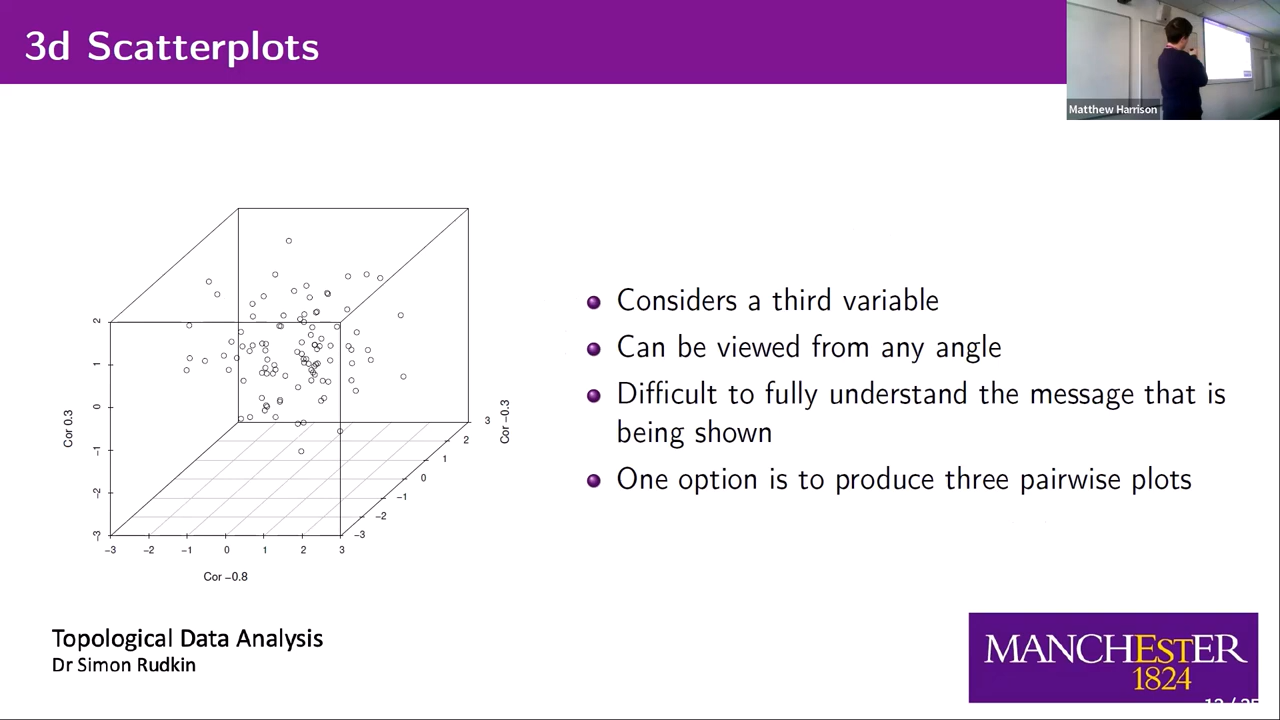 3d Scatterplots
Matthew Harrison
2
1
0
−1
−2
−3
Cor 0.3
−3 −2 −1 0 1 2 3
Cor −0.8
3
2
1
0
−1
−2
−3
Cor −0.3
Considers a third variable
Can be viewed from any angle
Difficult to fully understand the message that is
being shown
One option is to produce three pairwise plots
Topological Data Analysis
Dr Simon Rudkin
MANCHESTER
1824